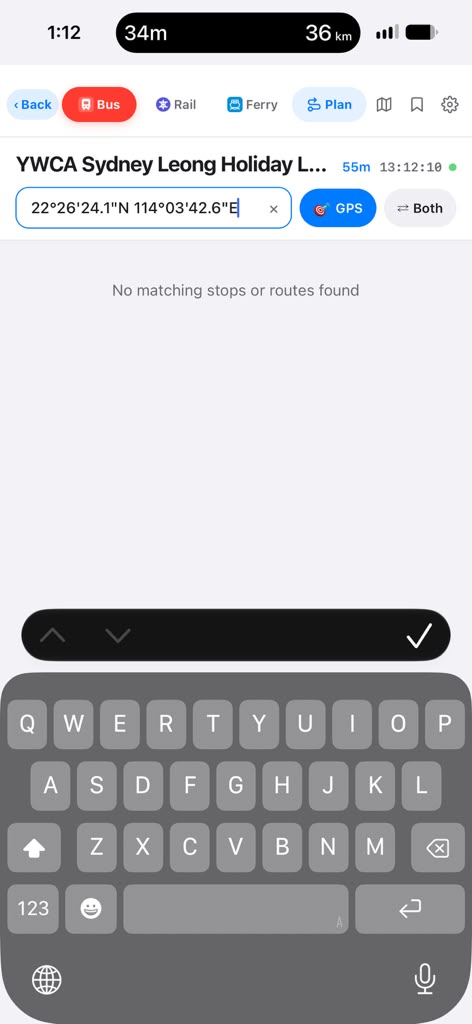 1:12
34m
36 km
‹ Back
Bus
Rail
Ferry
Plan
YWCA Sydney Leong Holiday L...
55m
13:12:10
22°26'24.1"N 114°03'42.6"E
×
GPS
⇄ Both
No matching stops or routes found
Q W E R T Y U I O P
A S D F G H J K L
Z X C V B N M
123
A